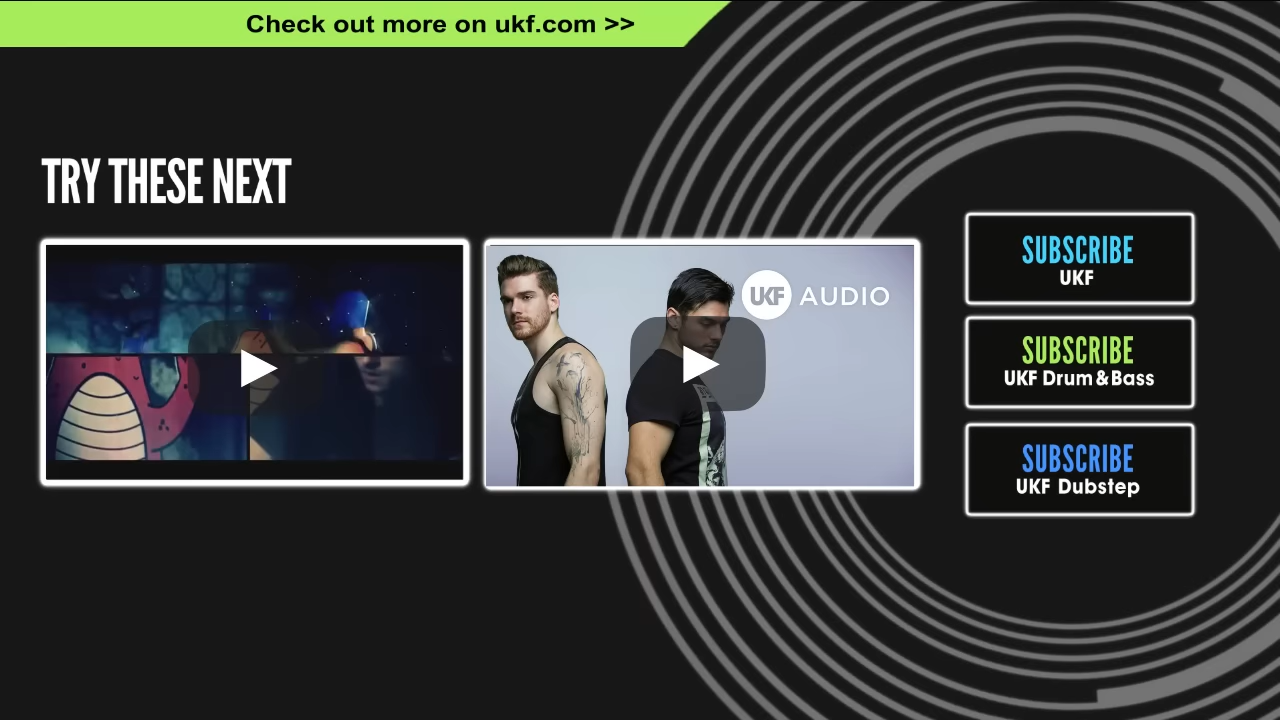 Check out more on ukf.com >>
TRY THESE NEXT
UKF AUDIO
SUBSCRIBE
UKF
SUBSCRIBE
UKF Drum & Bass
SUBSCRIBE
UKF Dubstep